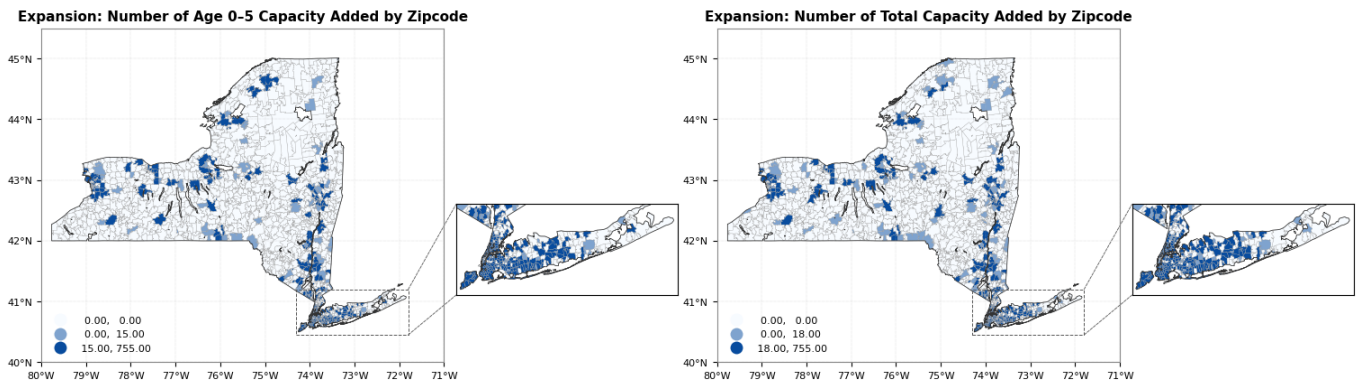 Expansion: Number of Age 0–5 Capacity Added by Zipcode
45°N
44°N
43°N
42°N
41°N
40°N
0.00, 0.00
0.00, 15.00
15.00, 755.00
80°W 79°W 78°W 77°W 76°W 75°W 74°W 73°W 72°W 71°W
Expansion: Number of Total Capacity Added by Zipcode
45°N
44°N
43°N
42°N
41°N
40°N
0.00, 0.00
0.00, 18.00
18.00, 755.00
80°W 79°W 78°W 77°W 76°W 75°W 74°W 73°W 72°W 71°W